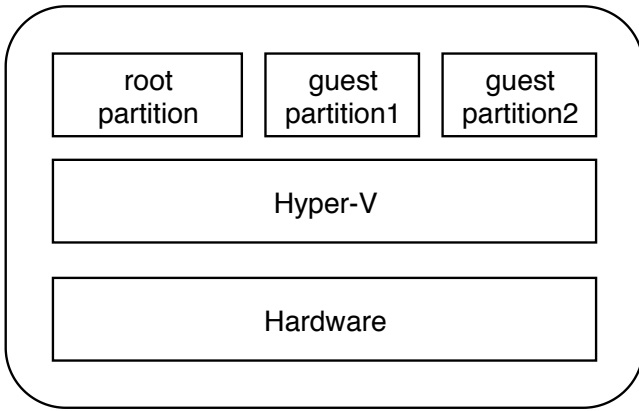 root
partition
guest
partition1
guest
partition2
Hyper-V
Hardware